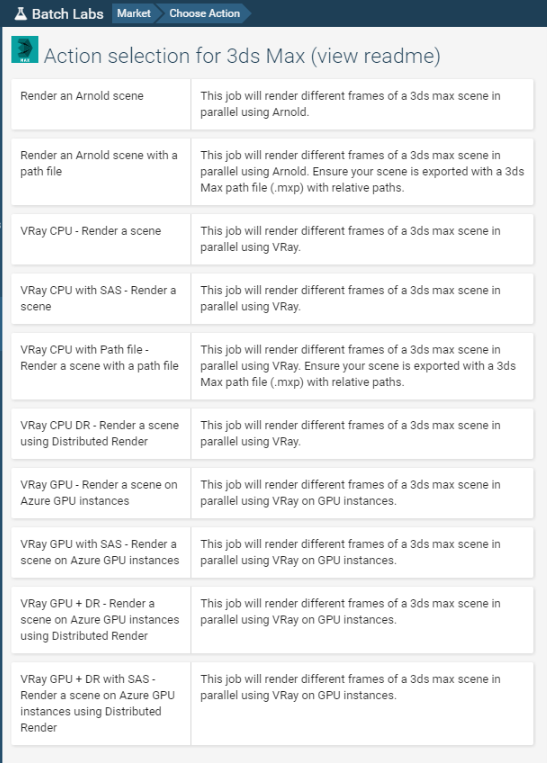 Batch Labs Market Choose Action
Action selection for 3ds Max (view readme)
Render an Arnold scene
This job will render different frames of a 3ds max scene in
parallel using Arnold.
Render an Arnold scene with a
path file
This job will render different frames of a 3ds max scene in
parallel using Arnold. Ensure your scene is exported with a 3ds
Max path file (.mxp) with relative paths.
VRay CPU - Render a scene
This job will render different frames of a 3ds max scene in
parallel using VRay.
VRay CPU with SAS - Render a
scene
This job will render different frames of a 3ds max scene in
parallel using VRay.
VRay CPU with Path file -
Render a scene with a path file
This job will render different frames of a 3ds max scene in
parallel using VRay. Ensure your scene is exported with a 3ds
Max path file (.mxp) with relative paths.
VRay CPU DR - Render a scene
using Distributed Render
This job will render different frames of a 3ds max scene in
parallel using VRay.
VRay GPU - Render a scene on
Azure GPU instances
This job will render different frames of a 3ds max scene in
parallel using VRay on GPU instances.
VRay GPU with SAS - Render a
scene on Azure GPU instances
This job will render different frames of a 3ds max scene in
parallel using VRay on GPU instances.
VRay GPU + DR - Render a
scene on Azure GPU instances
using Distributed Render
This job will render different frames of a 3ds max scene in
parallel using VRay on GPU instances.
VRay GPU + DR with SAS -
Render a scene on Azure GPU
instances using Distributed
Render
This job will render different frames of a 3ds max scene in
parallel using VRay on GPU instances.